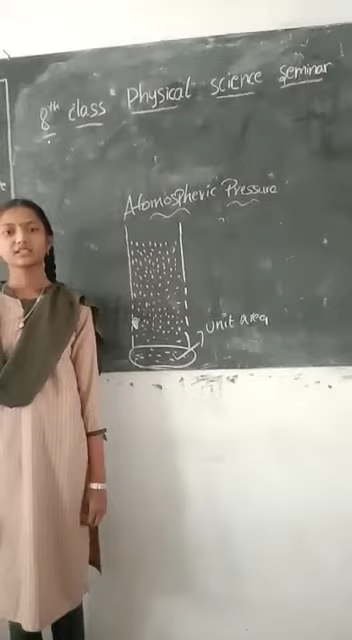 8th class Physical science seminar
Atomospheric Pressure
unit area